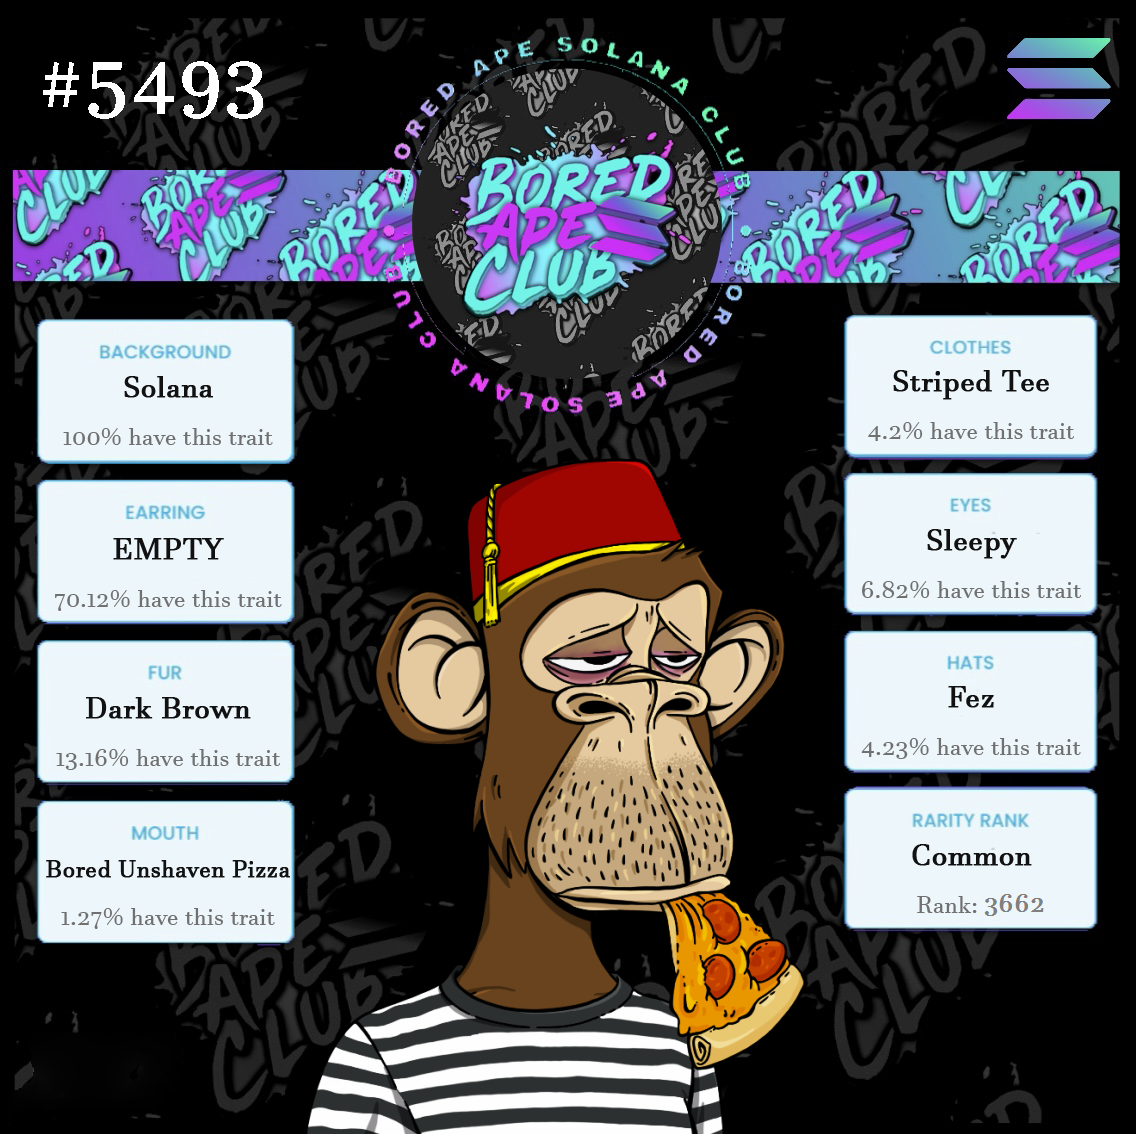 #5493
BORED APE SOLANA CLUB
BORED APE SOLANA CLUB
BORED
APE
CLUB
BACKGROUND
Solana
100% have this trait
EARRING
EMPTY
70.12% have this trait
FUR
Dark Brown
13.16% have this trait
MOUTH
Bored Unshaven Pizza
1.27% have this trait
CLOTHES
Striped Tee
4.2% have this trait
EYES
Sleepy
6.82% have this trait
HATS
Fez
4.23% have this trait
RARITY RANK
Common
Rank: 3662